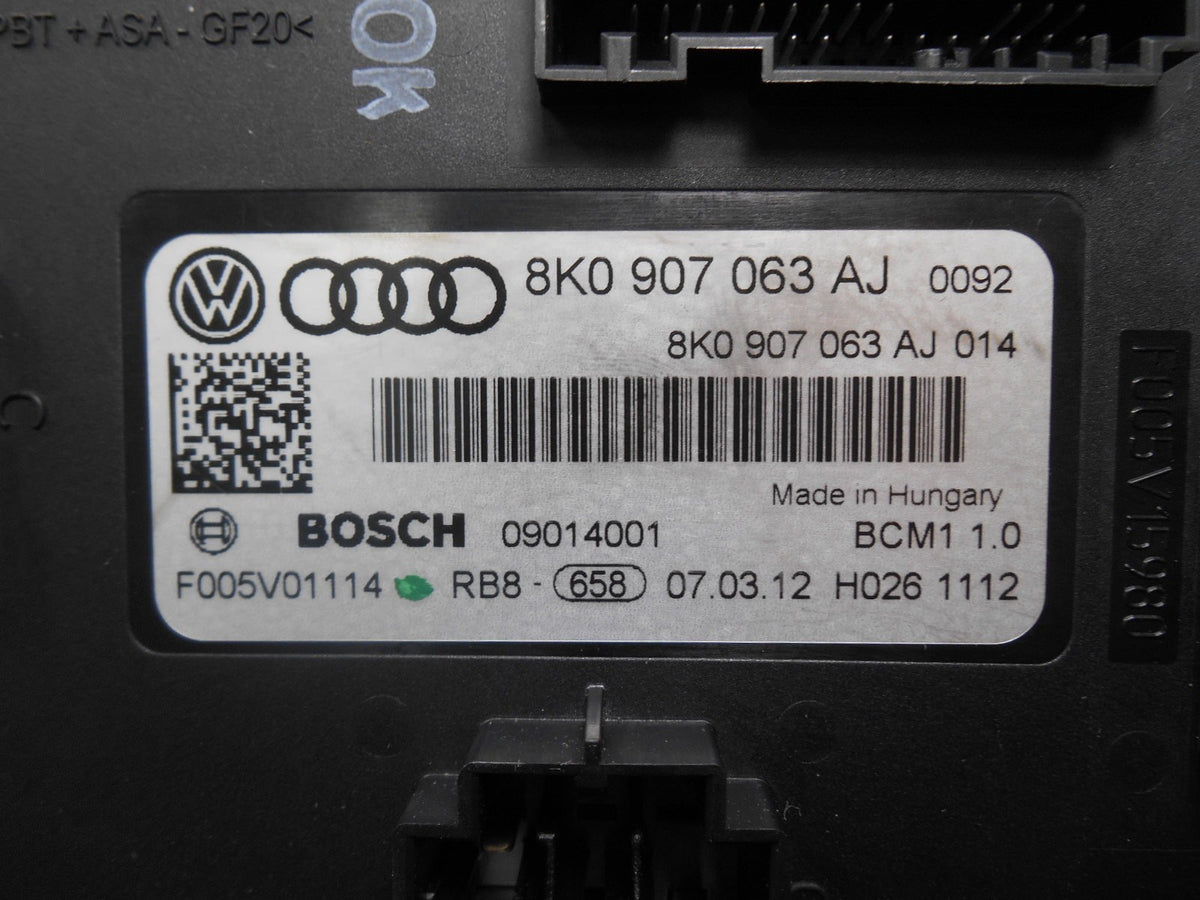 PBT + ASA - GF20<
OK
8K0 907 063 AJ 0092
8K0 907 063 AJ 014
Made in Hungary
BOSCH 09014001 BCM1 1.0
F005V01114 RB8 - 658 07.03.12 H026 1112
F005V15980
C